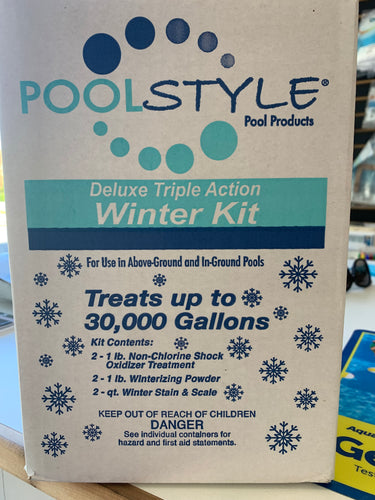 POOLSTYLE®
Pool Products
Deluxe Triple Action
Winter Kit
For Use in Above-Ground and In-Ground Pools
Treats up to
30,000 Gallons
Kit Contents:
2 - 1 lb. Non-Chlorine Shock
Oxidizer Treatment
2 - 1 lb. Winterizing Powder
2 - qt. Winter Stain & Scale
KEEP OUT OF REACH OF CHILDREN
DANGER
See individual containers for
hazard and first aid statements.